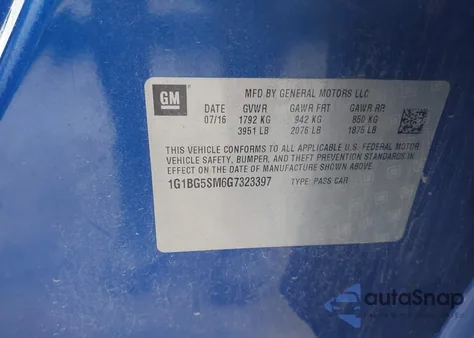 GM
MFD BY GENERAL MOTORS LLC
DATE GVWR GAWR FRT GAWR RR
07/16 1792 KG 942 KG 850 KG
3951 LB 2076 LB 1875 LB
THIS VEHICLE CONFORMS TO ALL APPLICABLE U.S. FEDERAL MOTOR
VEHICLE SAFETY, BUMPER, AND THEFT PREVENTION STANDARDS IN
EFFECT ON THE DATE OF MANUFACTURE SHOWN ABOVE.
1G1BG5SM6G7323397 TYPE: PASS CAR
autoSnap